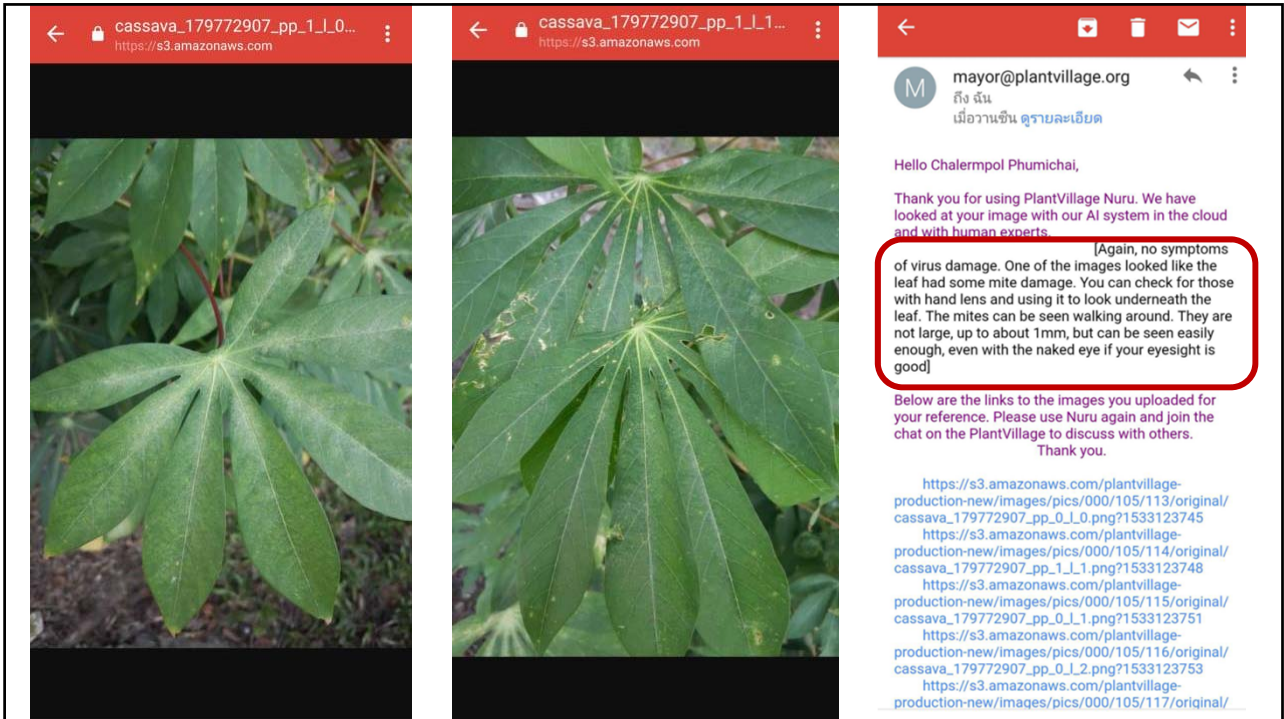 cassava_179772907_pp_1_l_0...
https://s3.amazonaws.com
cassava_179772907_pp_1_l_1...
https://s3.amazonaws.com
M
mayor@plantvillage.org
ถึง ฉัน
เมื่อวานซืน ดูรายละเอียด
Hello Chalermpol Phumichai,
Thank you for using PlantVillage Nuru. We have
looked at your image with our AI system in the cloud
and with human experts.
[Again, no symptoms
of virus damage. One of the images looked like the
leaf had some mite damage. You can check for those
with hand lens and using it to look underneath the
leaf. The mites can be seen walking around. They are
not large, up to about 1mm, but can be seen easily
enough, even with the naked eye if your eyesight is
good]
Below are the links to the images you uploaded for
your reference. Please use Nuru again and join the
chat on the PlantVillage to discuss with others.
Thank you.
https://s3.amazonaws.com/plantvillage-
production-new/images/pics/000/105/113/original/
cassava_179772907_pp_0_l_0.png?1533123745
https://s3.amazonaws.com/plantvillage-
production-new/images/pics/000/105/114/original/
cassava_179772907_pp_1_l_1.png?1533123748
https://s3.amazonaws.com/plantvillage-
production-new/images/pics/000/105/115/original/
cassava_179772907_pp_0_l_1.png?1533123751
https://s3.amazonaws.com/plantvillage-
production-new/images/pics/000/105/116/original/
cassava_179772907_pp_0_l_2.png?1533123753
https://s3.amazonaws.com/plantvillage-
production-new/images/pics/000/105/117/original/